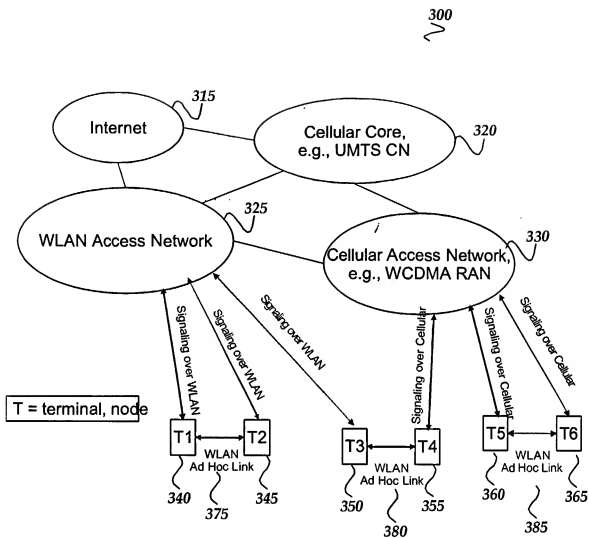 300
315
Internet
Cellular Core,
e.g., UMTS CN
320
325
WLAN Access Network
330
Cellular Access Network,
e.g., WCDMA RAN
Signaling over WLAN
Signaling over WLAN
Signaling over WLAN
Signaling over Cellular
Signaling over Cellular
Signaling over Cellular
T = terminal, node
T1
T2
T3
T4
T5
T6
WLAN
Ad Hoc Link
WLAN
Ad Hoc Link
WLAN
Ad Hoc Link
340
375
345
350
380
355
360
385
365